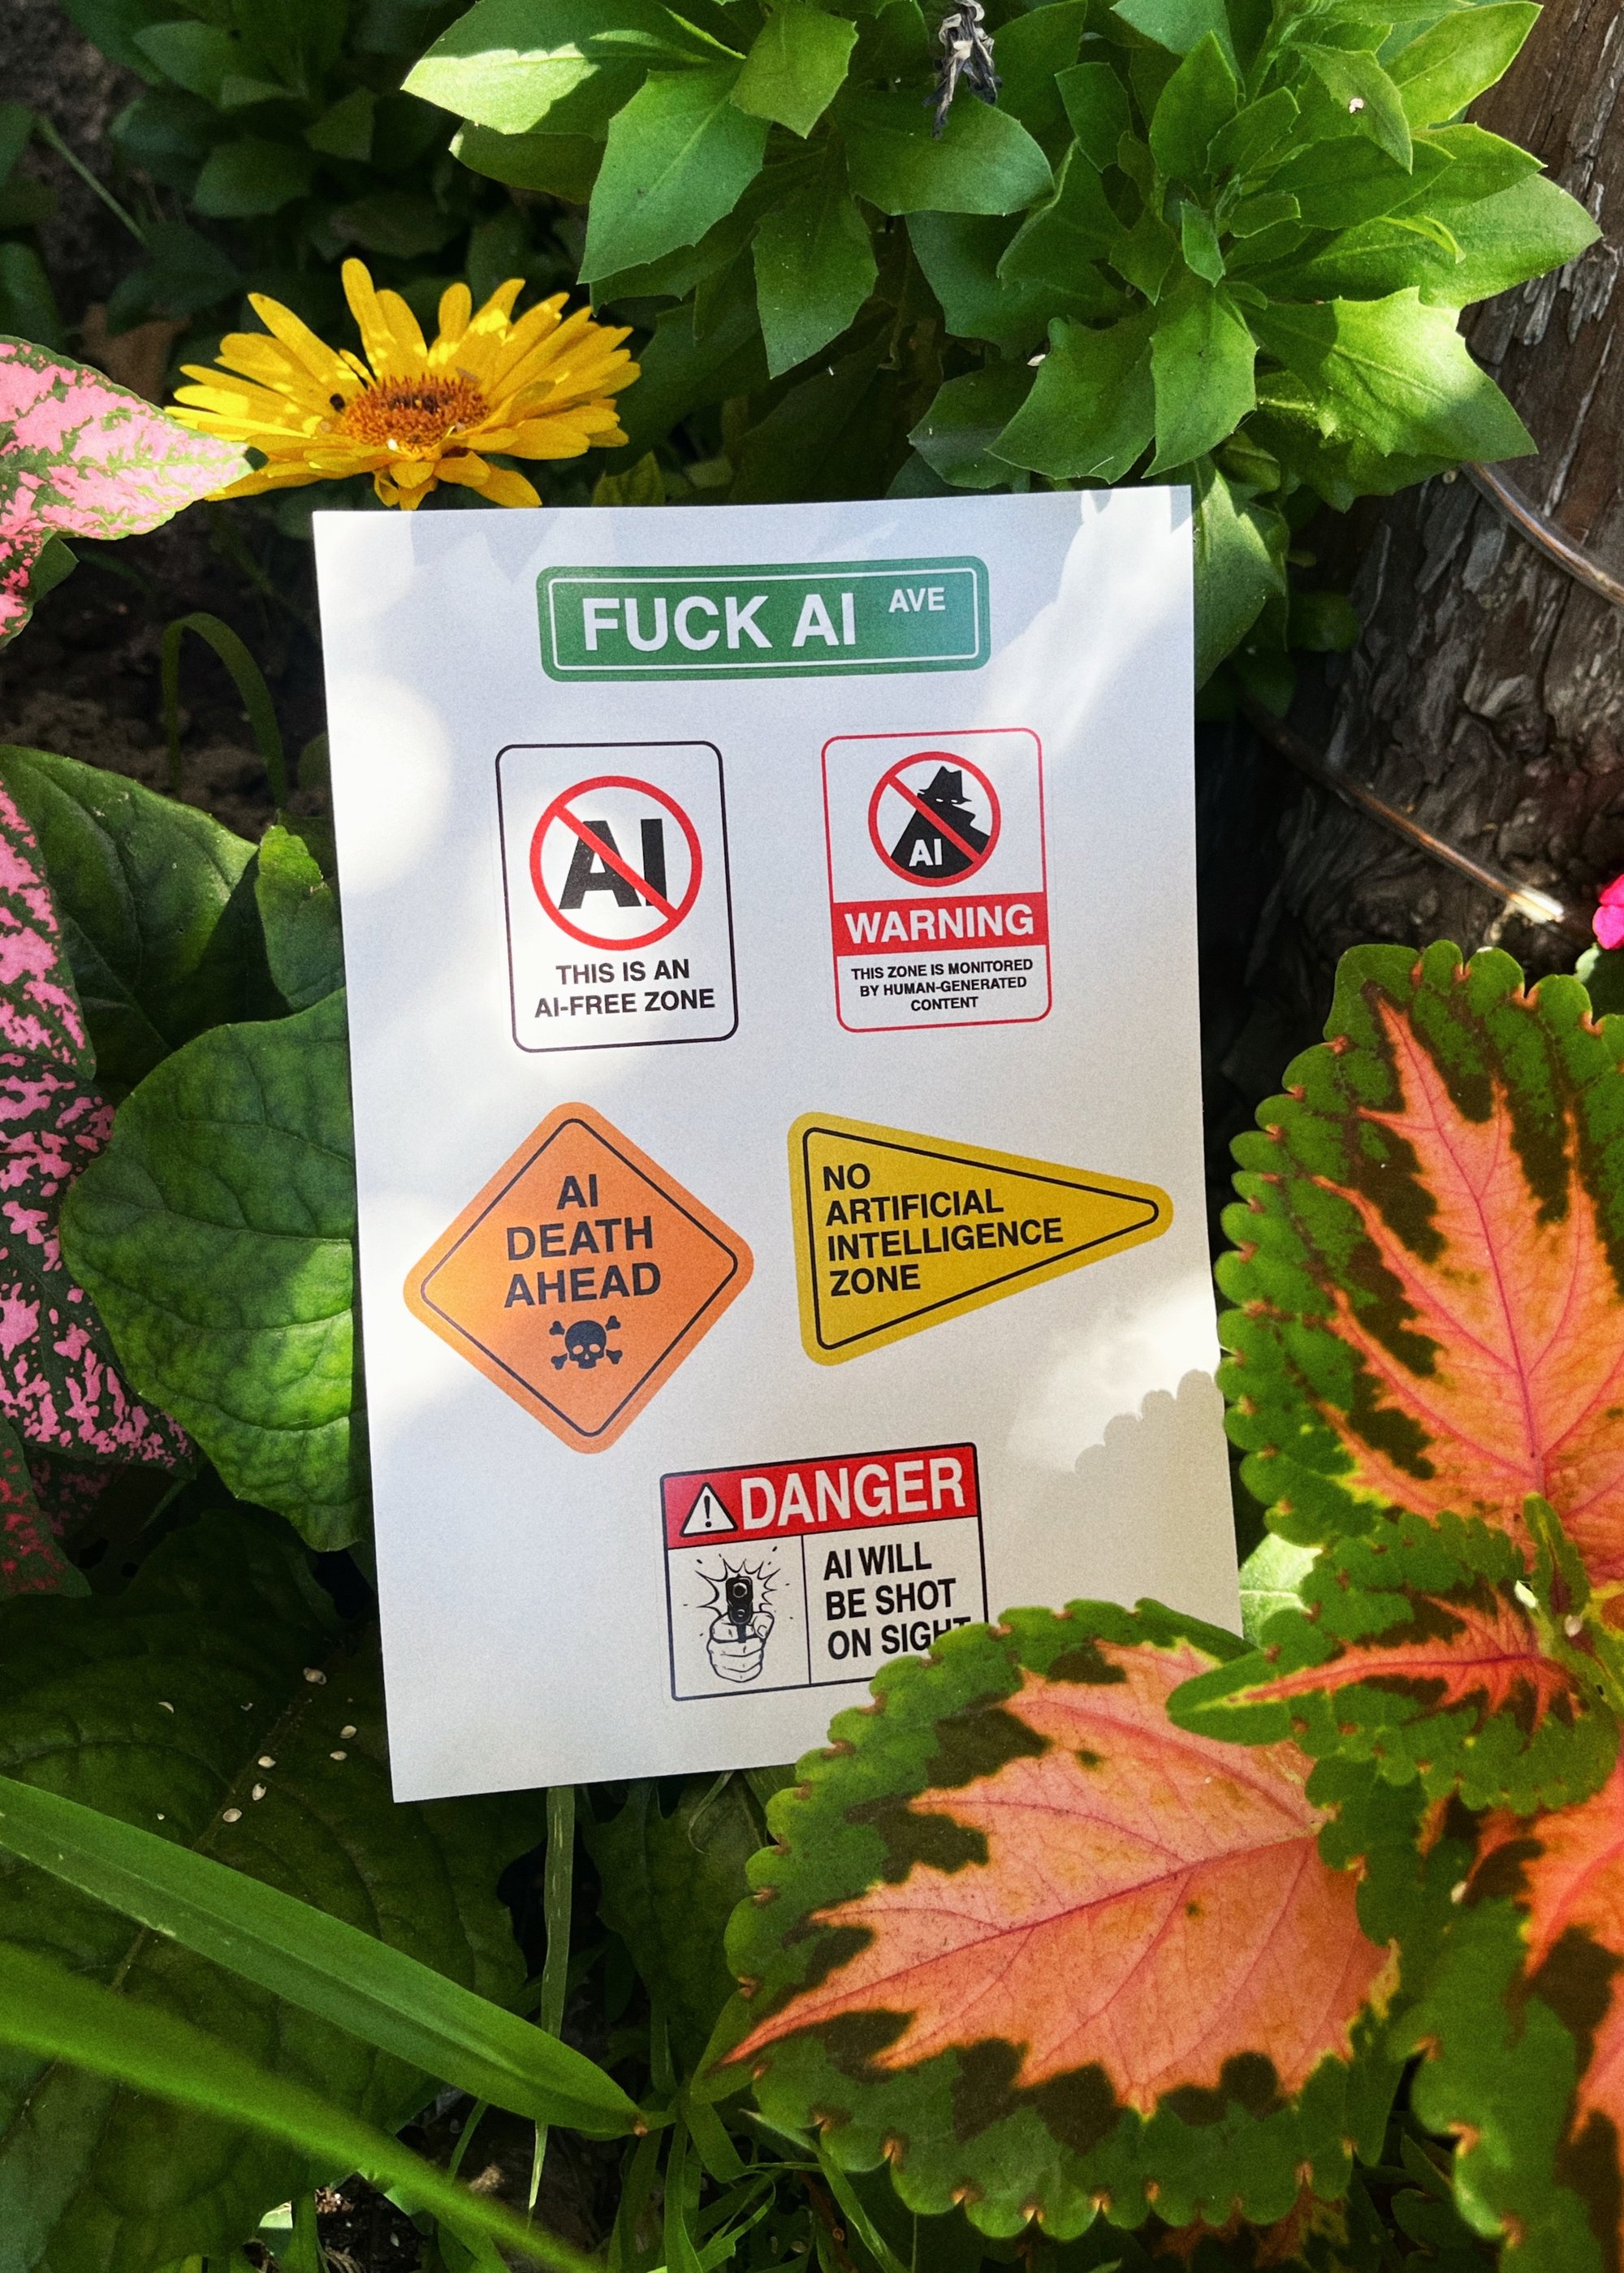 FUCK AI AVE
AI
THIS IS AN
AI-FREE ZONE
AI
WARNING
THIS ZONE IS MONITORED
BY HUMAN-GENERATED
CONTENT
AI
DEATH
AHEAD
NO
ARTIFICIAL
INTELLIGENCE
ZONE
DANGER
AI WILL
BE SHOT
ON SIGHT